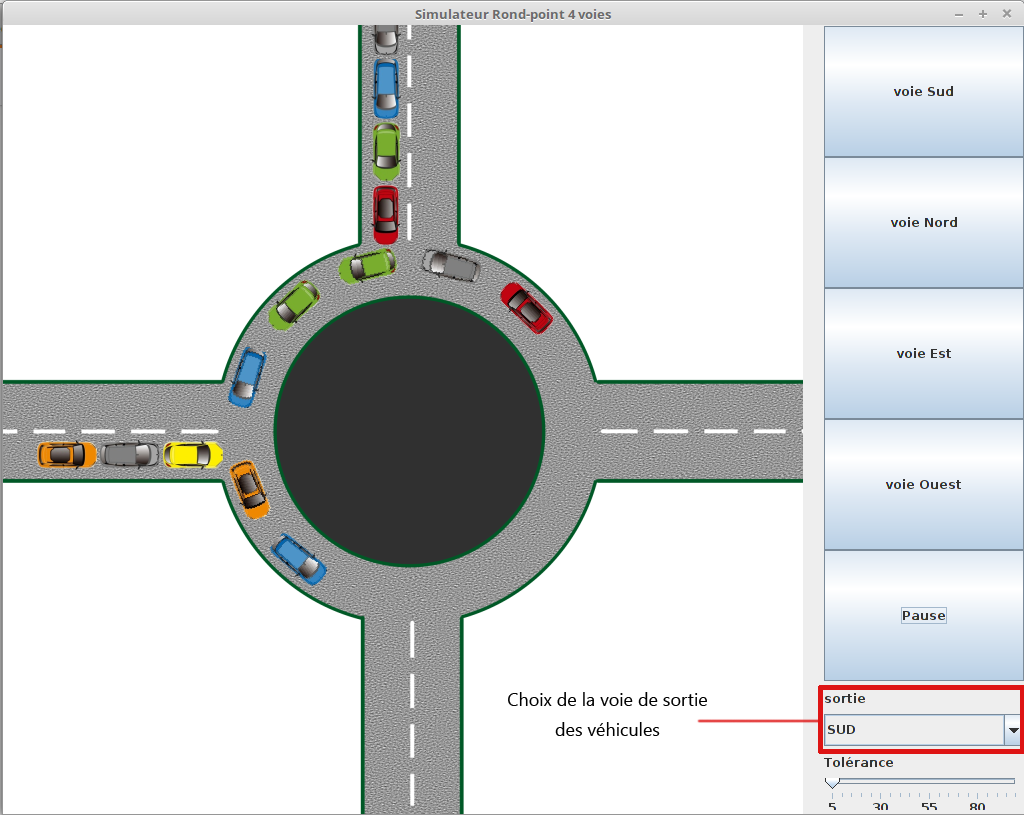 Simulateur Rond-point 4 voies
voie Sud
voie Nord
voie Est
voie Ouest
Pause
sortie
SUD
Choix de la voie de sortie
des véhicules
Tolérance
5 30 55 80